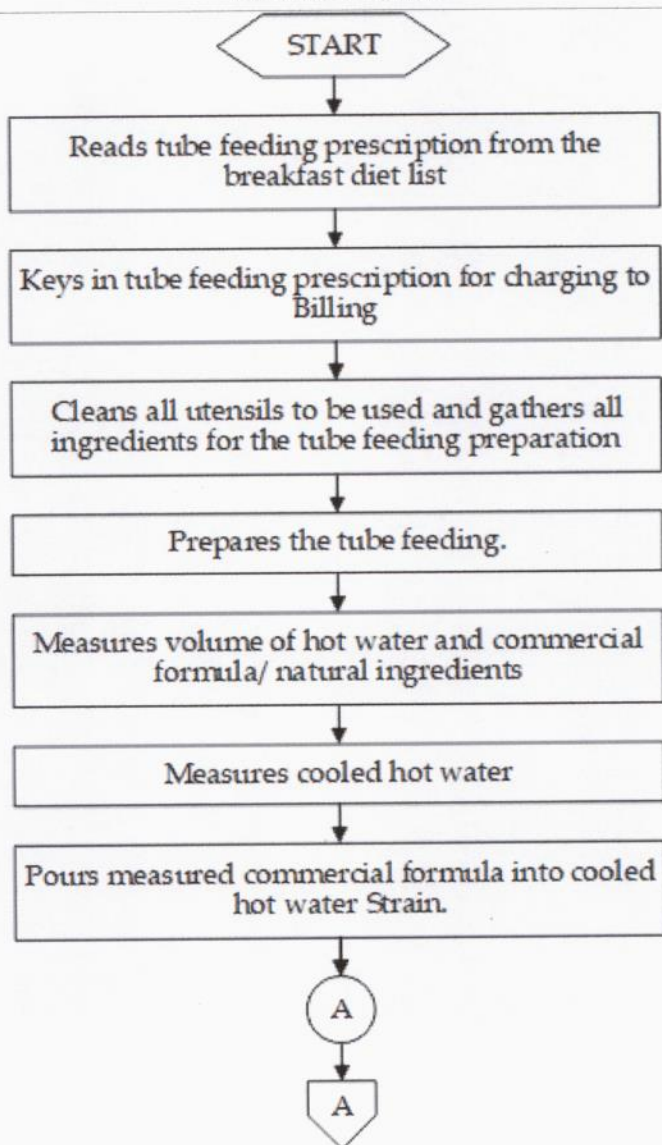 START
Reads tube feeding prescription from the
breakfast diet list
Keys in tube feeding prescription for charging to
Billing
Cleans all utensils to be used and gathers all
ingredients for the tube feeding preparation
Prepares the tube feeding.
Measures volume of hot water and commercial
formula/ natural ingredients
Measures cooled hot water
Pours measured commercial formula into cooled
hot water Strain.
A
A